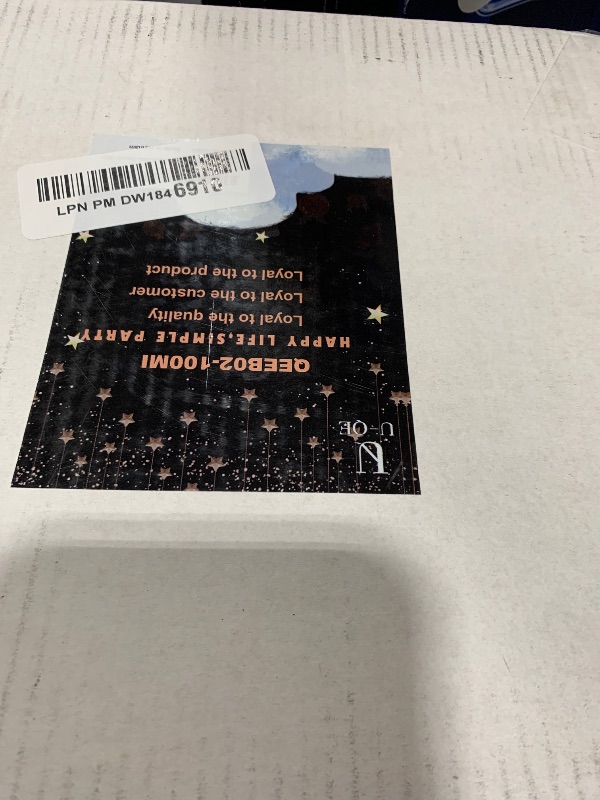 LPN PM
U-OE
QEEB02-100MI
HAPPY LIFE,SIMPLE PARTY
Loyal to the quality
Loyal to the customer
Loyal to the product